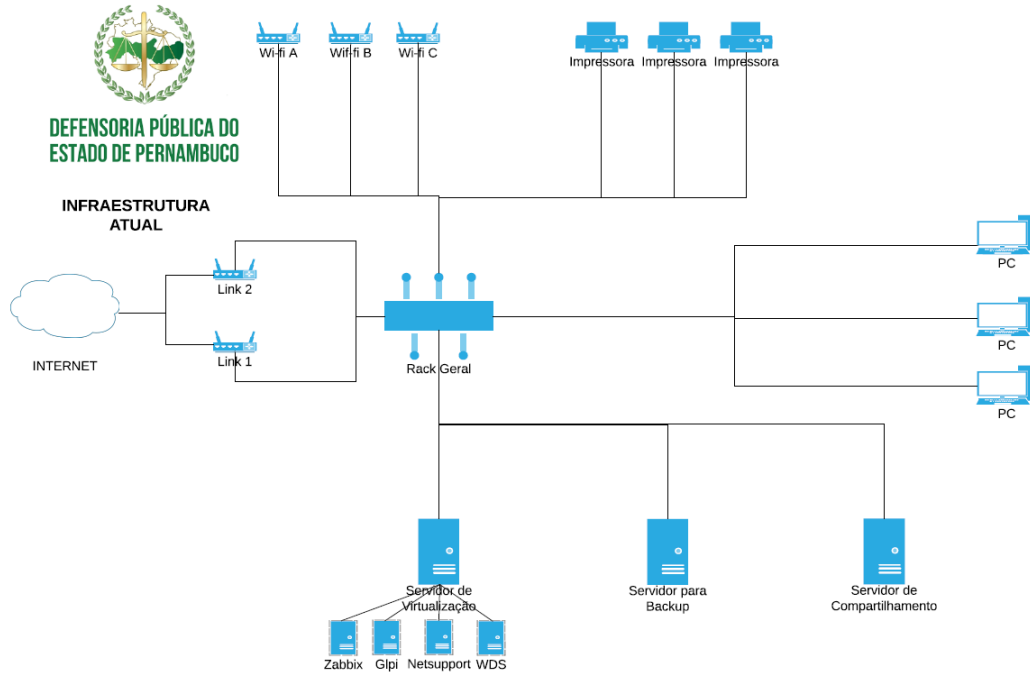 DEFENSORIA PÚBLICA DO
ESTADO DE PERNAMBUCO
INFRAESTRUTURA
ATUAL
Wi-fi A
Wif-fi B
Wi-fi C
Impressora
Impressora
Impressora
Link 2
Link 1
INTERNET
Rack Geral
PC
PC
PC
Servidor de
Virtualização
Servidor para
Backup
Servidor de
Compartilhamento
Zabbix
Glpi
Netsupport
WDS